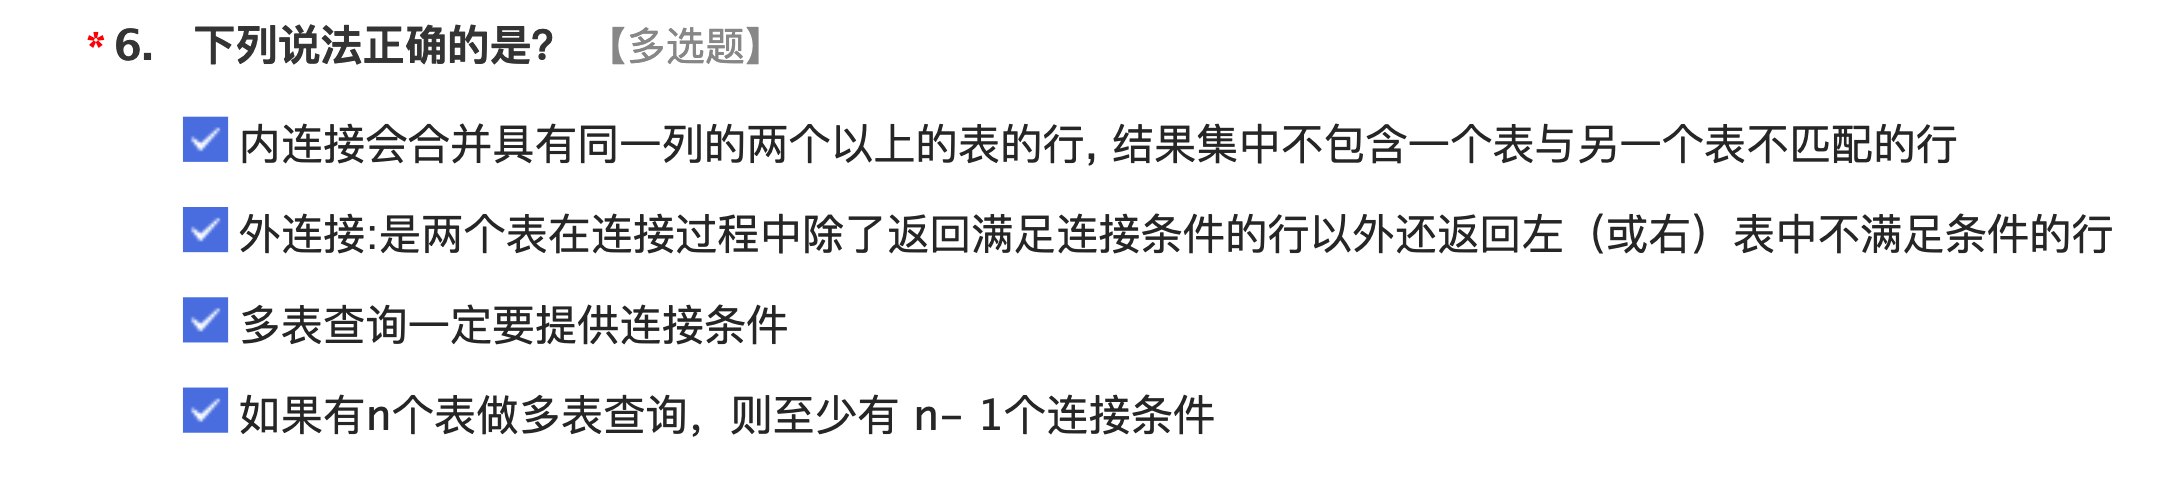 * 6. 下列说法正确的是? 【多选题】
内连接会合并具有同一列的两个以上的表的行, 结果集中不包含一个表与另一个表不匹配的行
外连接:是两个表在连接过程中除了返回满足连接条件的行以外还返回左（或右）表中不满足条件的行
多表查询一定要提供连接条件
如果有n个表做多表查询，则至少有 n- 1个连接条件